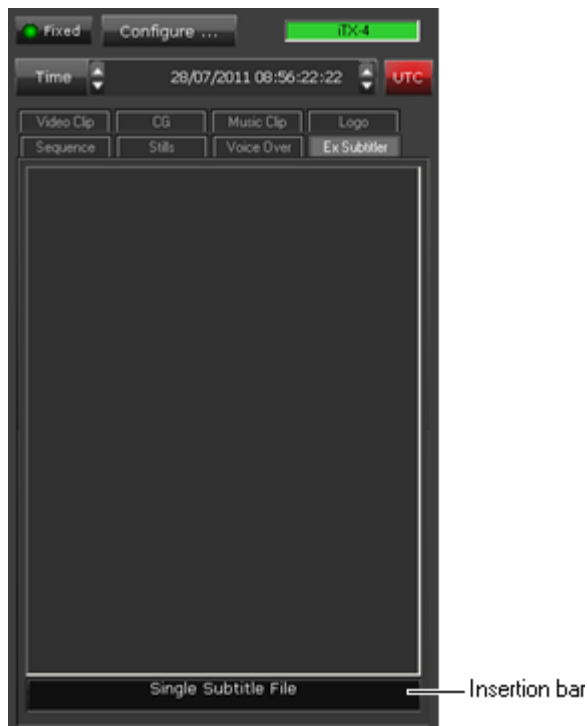 Fixed Configure ... iTX-4
Time 28/07/2011 08:56:22:22 UTC
Video Clip CG Music Clip Logo
Sequence Stills Voice Over Ex Subtitler
Single Subtitle File Insertion bar